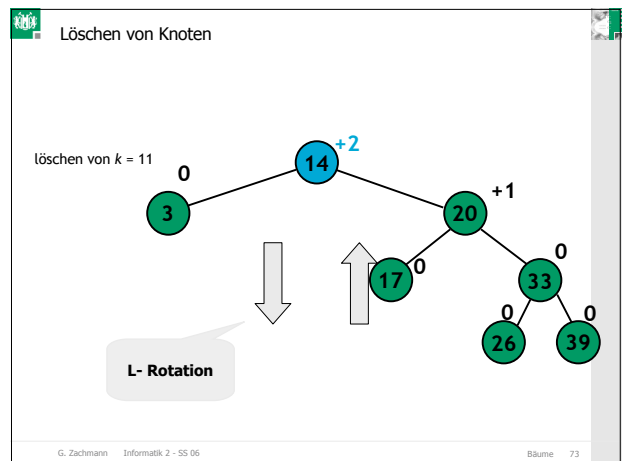 Löschen von Knoten
löschen von k = 11
+2
14
0
3
+1
20
17
0
0
33
0
0
26
39
L- Rotation
G. Zachmann Informatik 2 - SS 06
Bäume 73